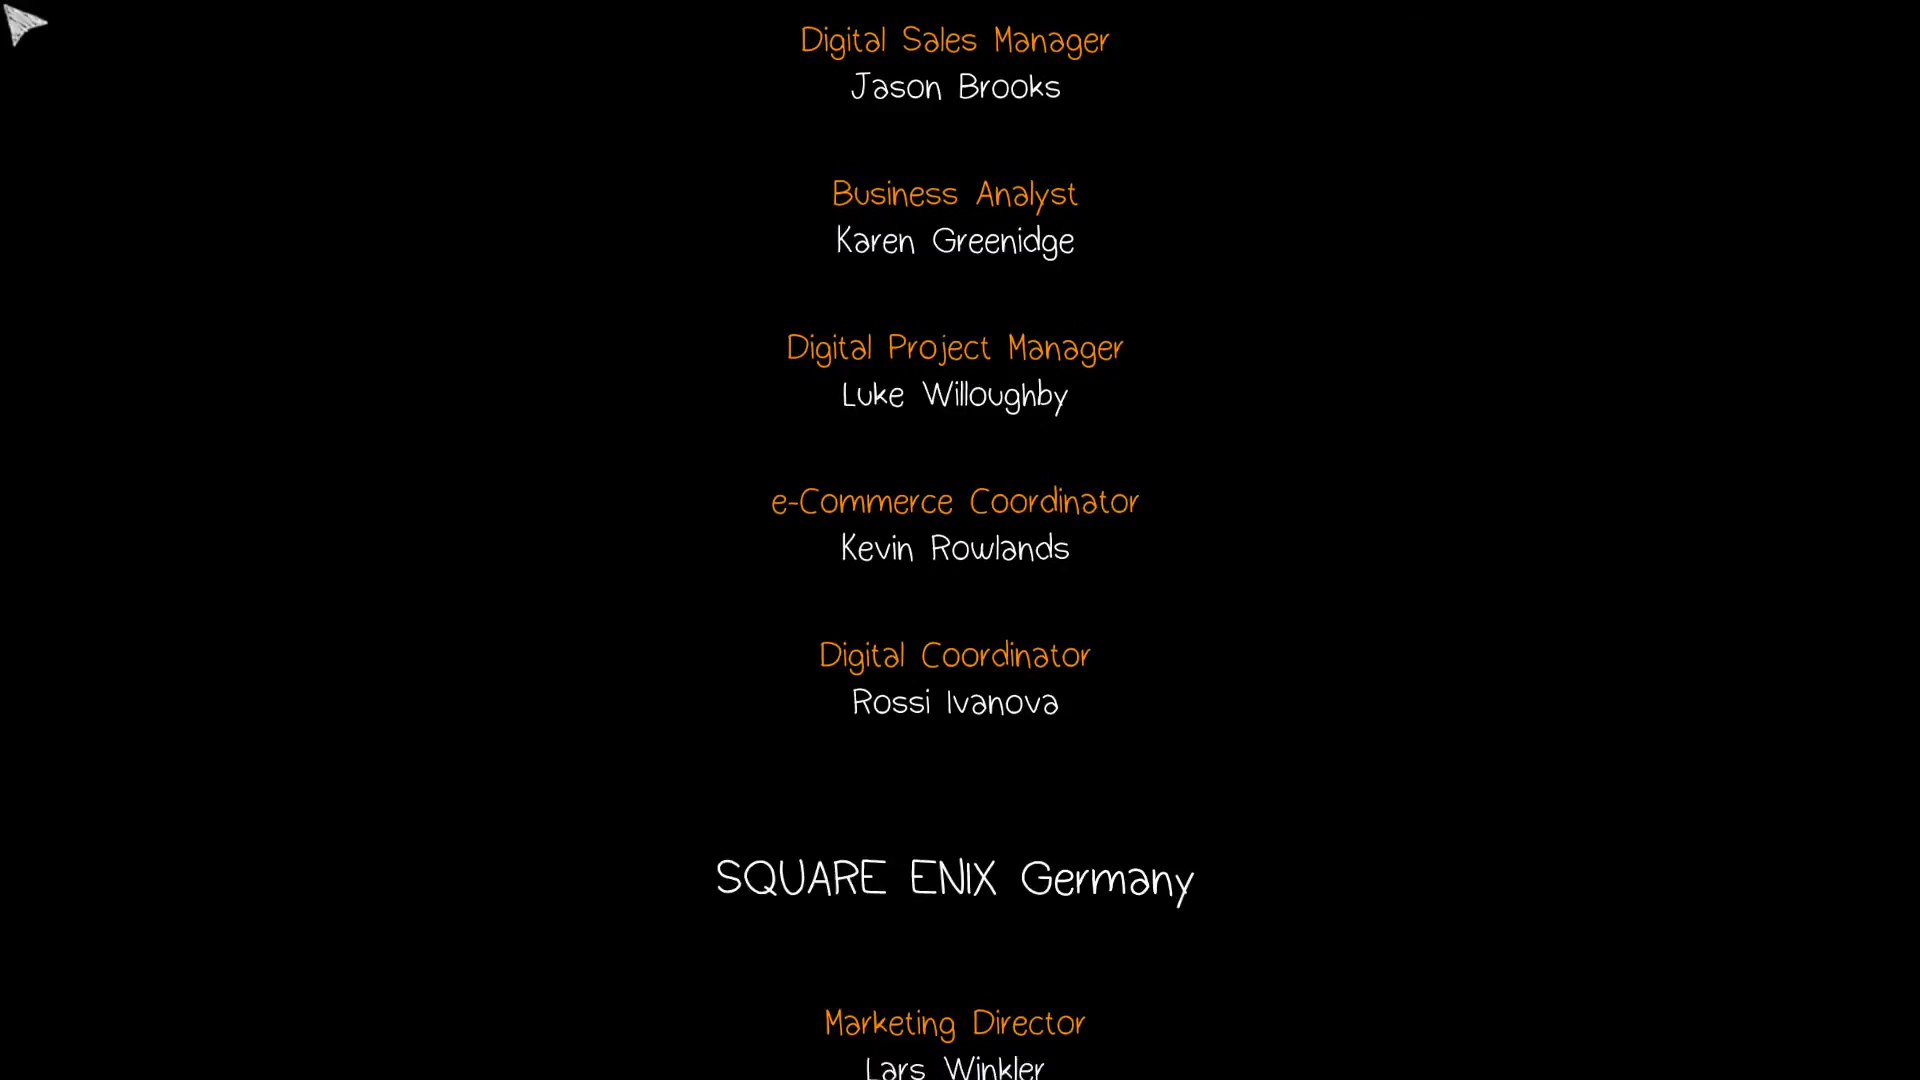 Digital Sales Manager
Jason Brooks
Business Analyst
Karen Greenidge
Digital Project Manager
Luke Willoughby
e-Commerce Coordinator
Kevin Rowlands
Digital Coordinator
Rossi Ivanova
SQUARE ENIX Germany
Marketing Director
Lars Winkler